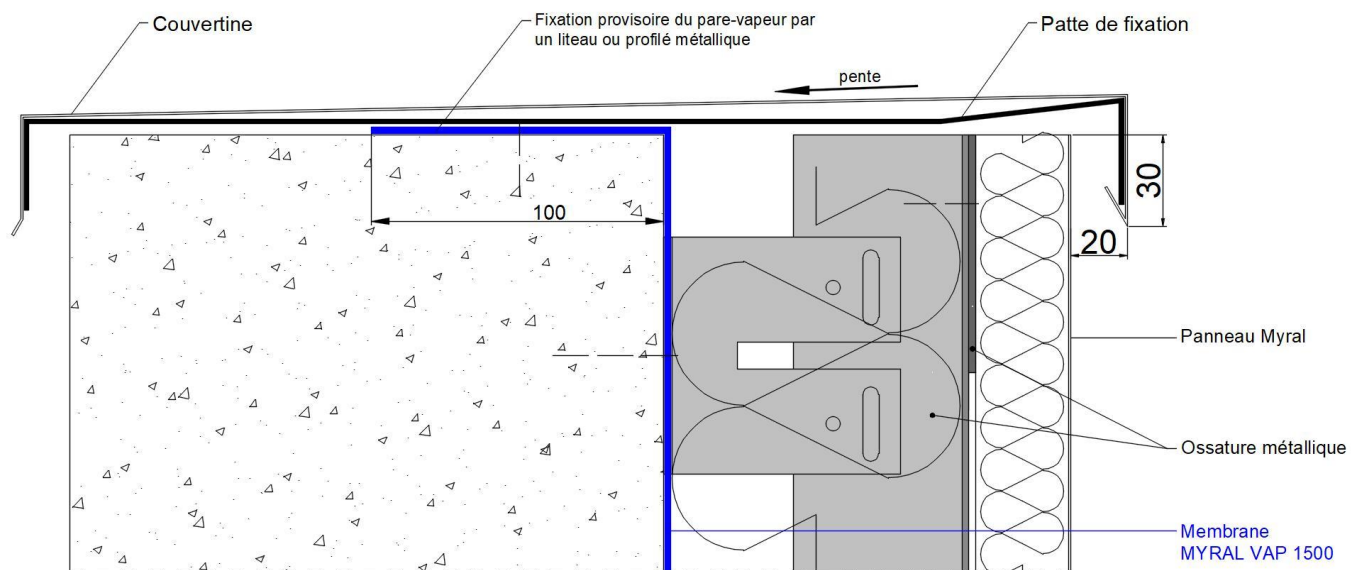 Couvertine
Fixation provisoire du pare-vapeur par
un liteau ou profilé métallique
Patte de fixation
pente
100
30
20
Panneau Myral
Ossature métallique
Membrane
MYRAL VAP 1500